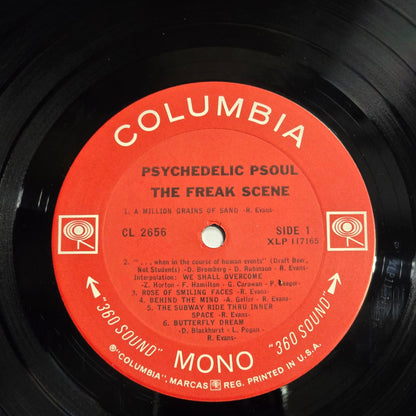 COLUMBIA
PSYCHEDELIC PSOUL
THE FREAK SCENE
1. A MILLION GRAINS OF SAND -R. Evans-
CL 2656
SIDE 1
XLP 117165
2. ". . . when in the course of human events" (Draft Beer,
Not Students) -D. Bromberg - D. Rubinson - R. Evans-
Interpolation: WE SHALL OVERCOME
-Z. Horton - F. Hamilton - G. Carawan - P. Seeger-
3. ROSE OF SMILING FACES -R. Evans-
4. BEHIND THE MIND -A. Geller - R. Evans-
5. THE SUBWAY RIDE THRU INNER
SPACE -R. Evans-
6. BUTTERFLY DREAM
-D. Blackhurst - L. Pogan -
R. Evans-
"360 SOUND" MONO "360 SOUND"
® "COLUMBIA", MARCAS REG. PRINTED IN U.S.A.